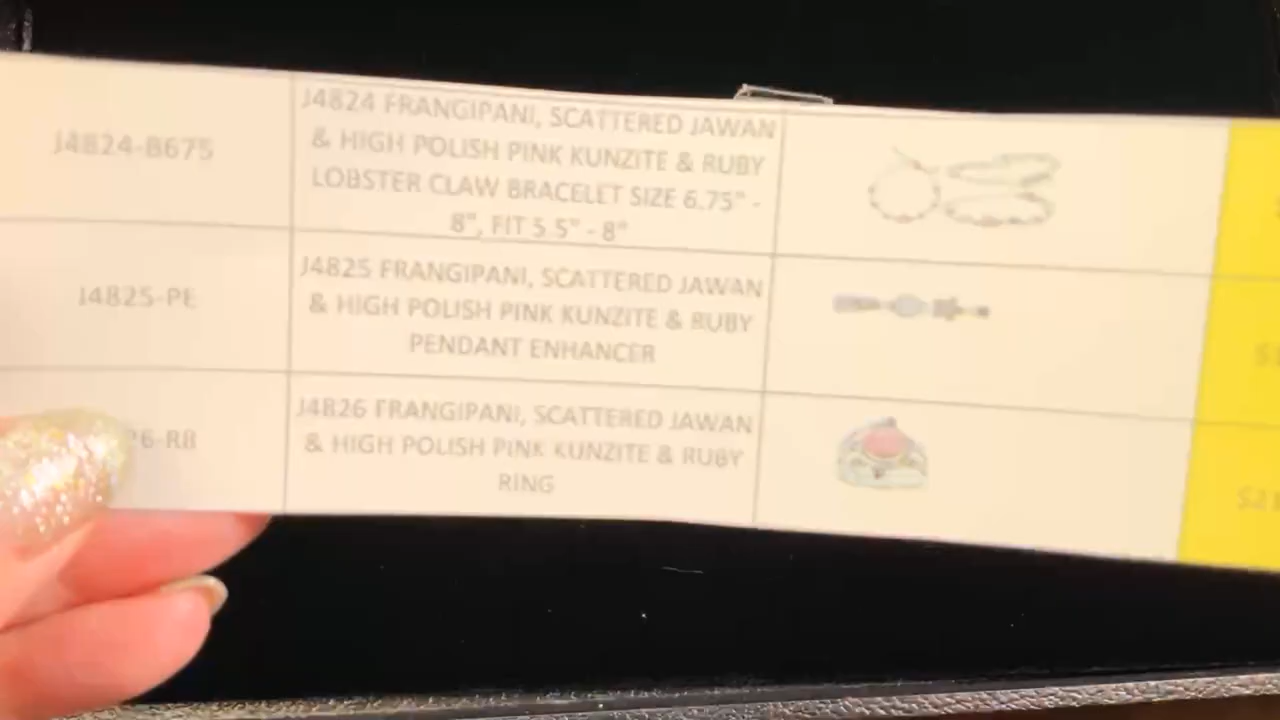 J4824-B675
J4824 FRANGIPANI, SCATTERED JAWAN
& HIGH POLISH PINK KUNZITE & RUBY
LOBSTER CLAW BRACELET SIZE 6.75" -
8", FIT 5.5" - 8"
J4825-PE
J4825 FRANGIPANI, SCATTERED JAWAN
& HIGH POLISH PINK KUNZITE & RUBY
PENDANT ENHANCER
26-RB
J4826 FRANGIPANI, SCATTERED JAWAN
& HIGH POLISH PINK KUNZITE & RUBY
RING